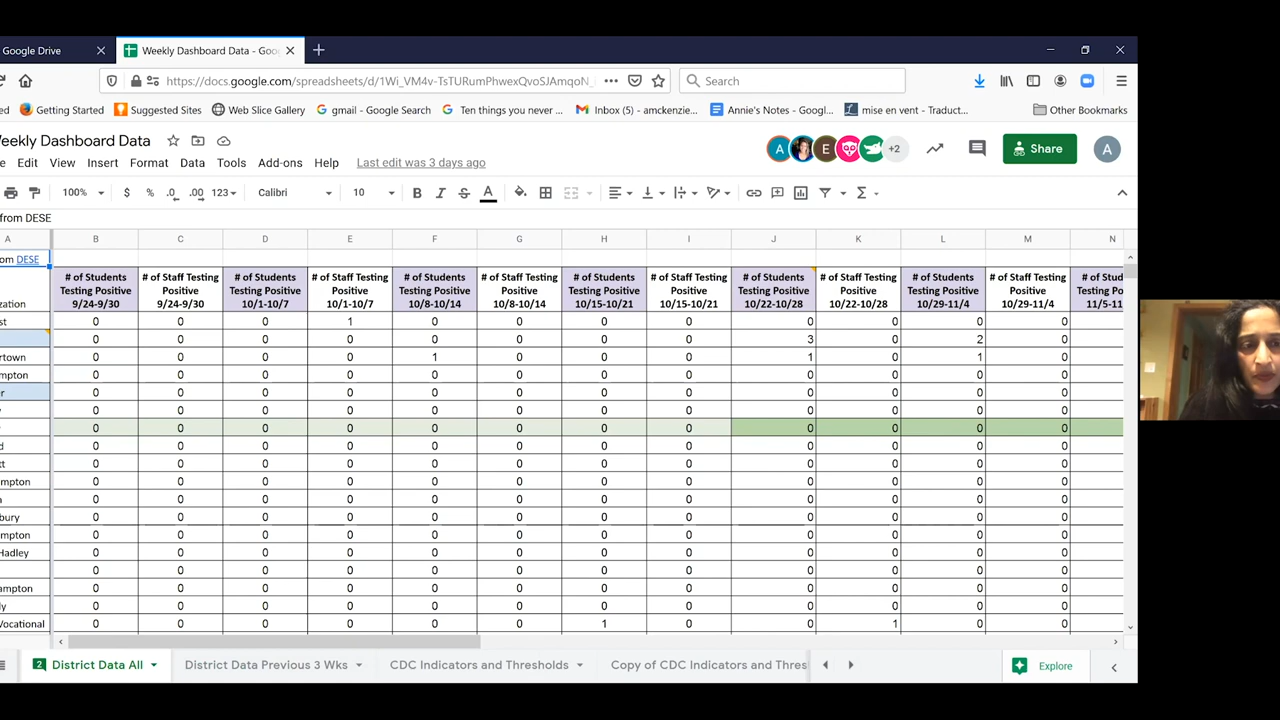 Google Drive
Weekly Dashboard Data - Goo
https://docs.google.com/spreadsheets/d/1Wi_VM4v-TsTURumPhwexQvoSJAmqoN_
Search
Getting Started Suggested Sites Web Slice Gallery gmail - Google Search Ten things you never ... Inbox (5) - amckenzie... Annie's Notes - Googl... mise en vent - Traduct... Other Bookmarks
Weekly Dashboard Data
Edit View Insert Format Data Tools Add-ons Help Last edit was 3 days ago
A E +2 Share A
100% $ % .0 .00 123 Calibri 10 B I S A
from DESE
A B C D E F G H I J K L M N
om DESE
# of Students Testing Positive 9/24-9/30
# of Staff Testing Positive 9/24-9/30
# of Students Testing Positive 10/1-10/7
# of Staff Testing Positive 10/1-10/7
# of Students Testing Positive 10/8-10/14
# of Staff Testing Positive 10/8-10/14
# of Students Testing Positive 10/15-10/21
# of Staff Testing Positive 10/15-10/21
# of Students Testing Positive 10/22-10/28
# of Staff Testing Positive 10/22-10/28
# of Students Testing Positive 10/29-11/4
# of Staff Testing Positive 10/29-11/4
# of Stud Testing Po 11/5-11
ization
st 0 0 0 1 0 0 0 0 0 0 0 0
0 0 0 0 0 0 0 0 3 0 2 0
rtown 0 0 0 0 1 0 0 0 1 0 1 0
mpton 0 0 0 0 0 0 0 0 0 0 0 0
r 0 0 0 0 0 0 0 0 0 0 0 0
0 0 0 0 0 0 0 0 0 0 0 0
0 0 0 0 0 0 0 0 0 0 0 0
d 0 0 0 0 0 0 0 0 0 0 0 0
tt 0 0 0 0 0 0 0 0 0 0 0 0
ampton 0 0 0 0 0 0 0 0 0 0 0 0
a 0 0 0 0 0 0 0 0 0 0 0 0
bury 0 0 0 0 0 0 0 0 0 0 0 0
mpton 0 0 0 0 0 0 0 0 0 0 0 0
Hadley 0 0 0 0 0 0 0 0 0 0 0 0
0 0 0 0 0 0 0 0 0 0 0 0
ampton 0 0 0 0 0 0 0 0 0 0 0 0
ly 0 0 0 0 0 0 0 0 0 0 0 0
Vocational 0 0 0 0 0 0 1 0 0 1 0 0
2 District Data All District Data Previous 3 Wks CDC Indicators and Thresholds Copy of CDC Indicators and Thres Explore